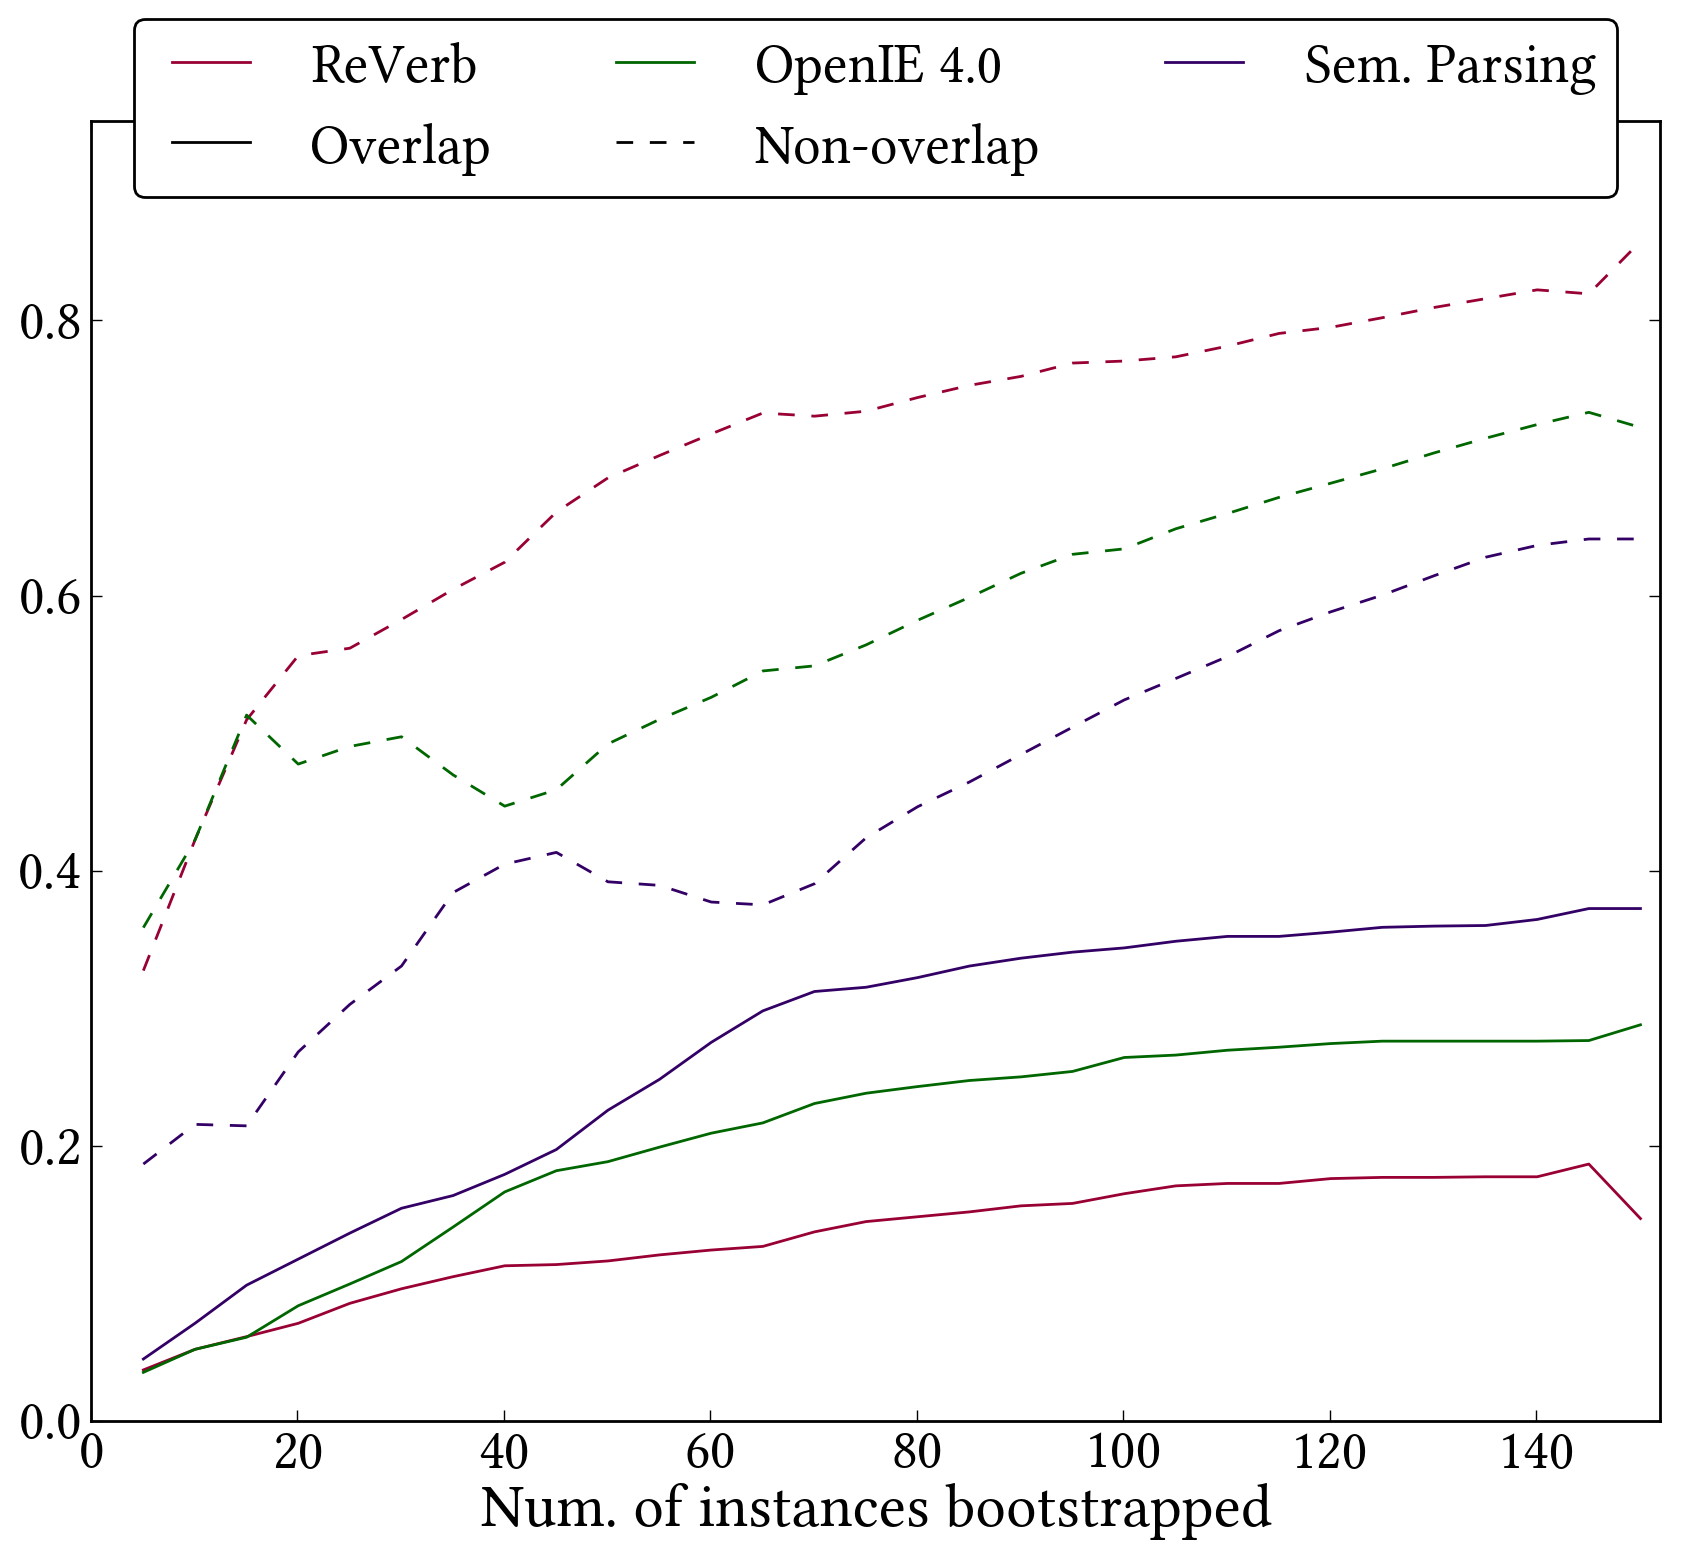 ReVerb OpenIE 4.0 Sem. Parsing
Overlap Non-overlap
0.8
0.6
0.4
0.2
0.0
0 20 40 60 80 100 120 140
Num. of instances bootstrapped